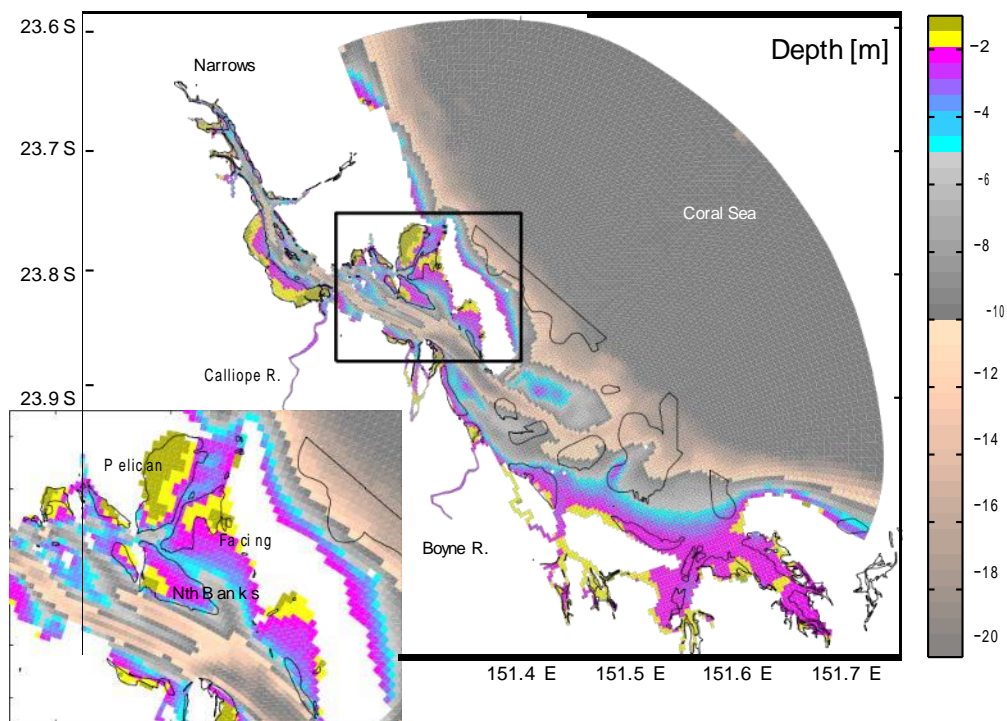 23.6 S
Depth [m]
Narrows
-2
-4
23.7 S
-6
Coral Sea
-8
23.8 S
-10
Calliope R.
-12
23.9 S
-14
Pelican
Facing
Boyne R.
-16
Nth Banks
-18
-20
151.4 E 151.5 E 151.6 E 151.7 E